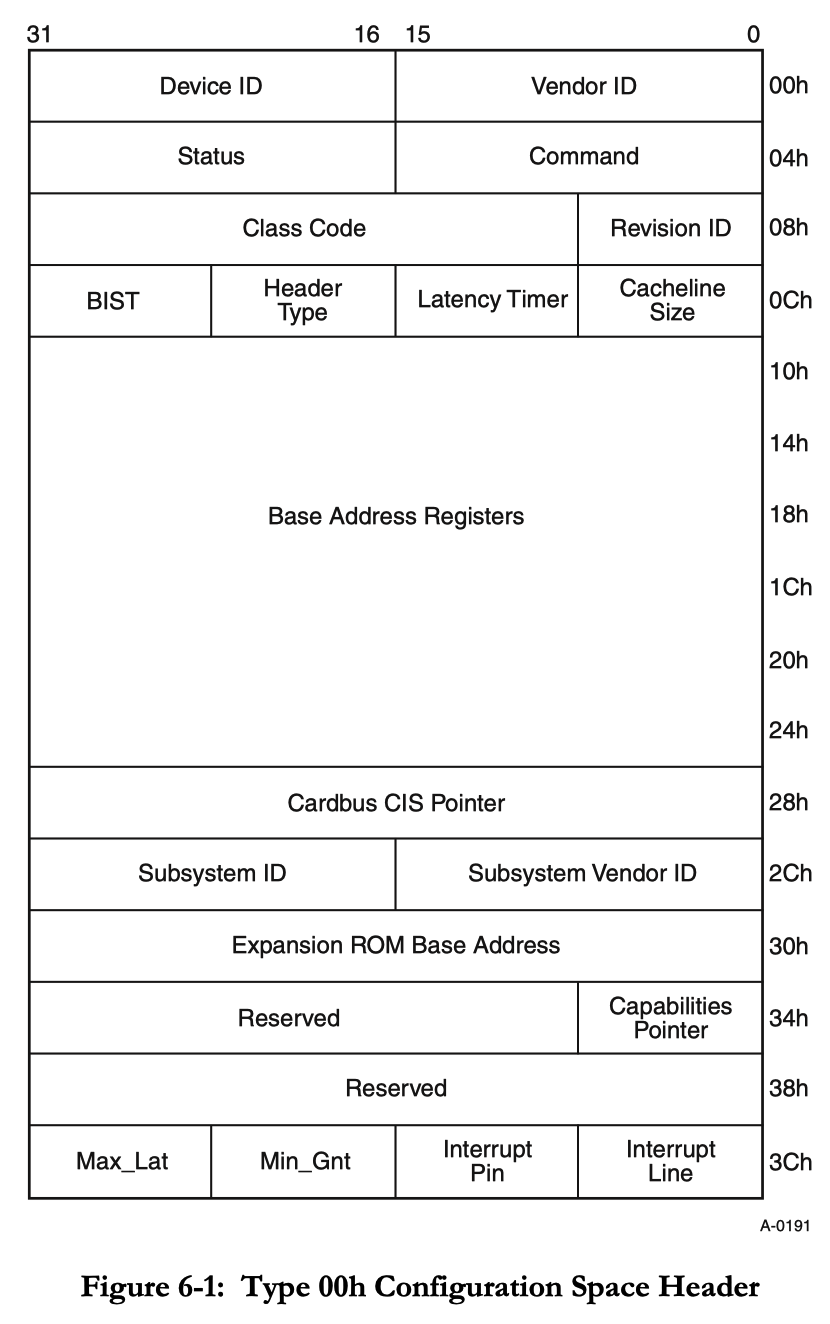 31 16 15 0
Device ID Vendor ID 00h
Status Command 04h
Class Code Revision ID 08h
BIST Header Type Latency Timer Cacheline Size 0Ch
10h
14h
Base Address Registers 18h
1Ch
20h
24h
Cardbus CIS Pointer 28h
Subsystem ID Subsystem Vendor ID 2Ch
Expansion ROM Base Address 30h
Reserved Capabilities Pointer 34h
Reserved 38h
Max_Lat Min_Gnt Interrupt Pin Interrupt Line 3Ch
A-0191
Figure 6-1: Type 00h Configuration Space Header